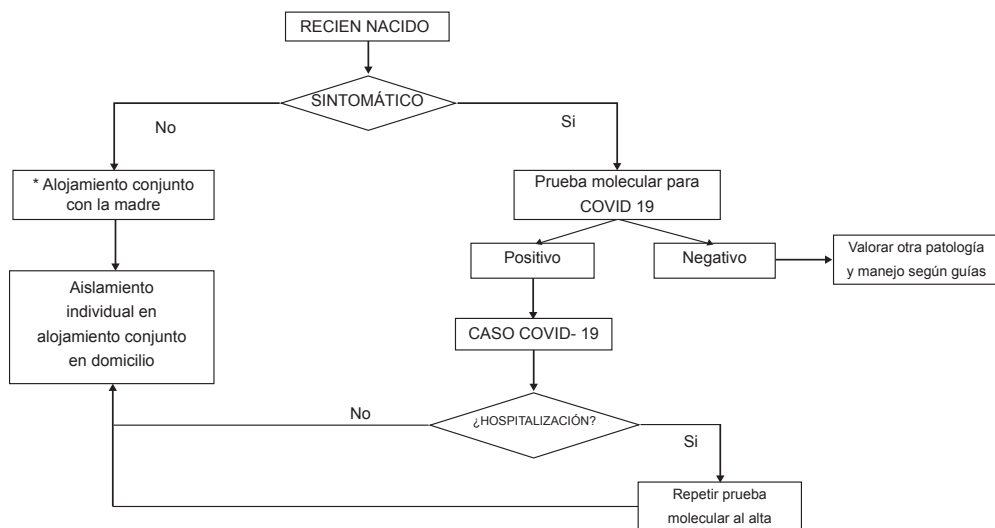 RECIEN NACIDO
SINTOMÁTICO
No
Si
* Alojamiento conjunto
con la madre
Prueba molecular para
COVID 19
Positivo
Negativo
Valorar otra patología
y manejo según guías
Aislamiento
individual en
alojamiento conjunto
en domicilio
CASO COVID- 19
No
¿HOSPITALIZACIÓN?
Si
Repetir prueba
molecular al alta